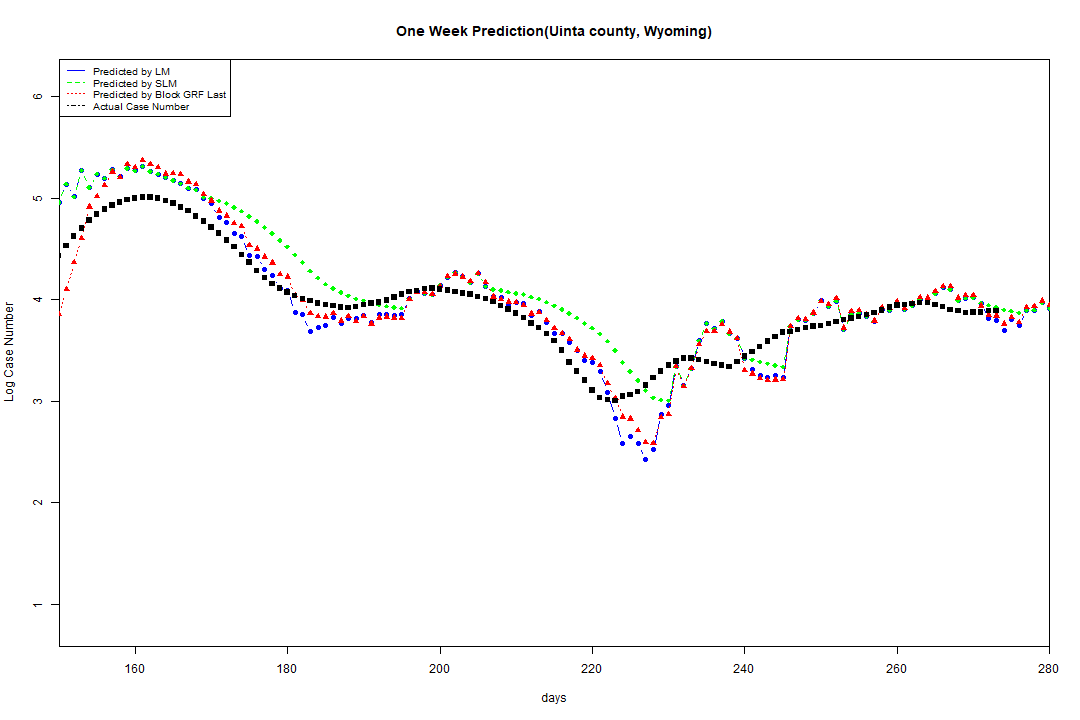 One Week Prediction(Uinta county, Wyoming)
Predicted by LM
Predicted by SLM
Predicted by Block GRF Last
Actual Case Number
6
5
4
3
2
1
Log Case Number
160
180
200
220
240
260
280
days